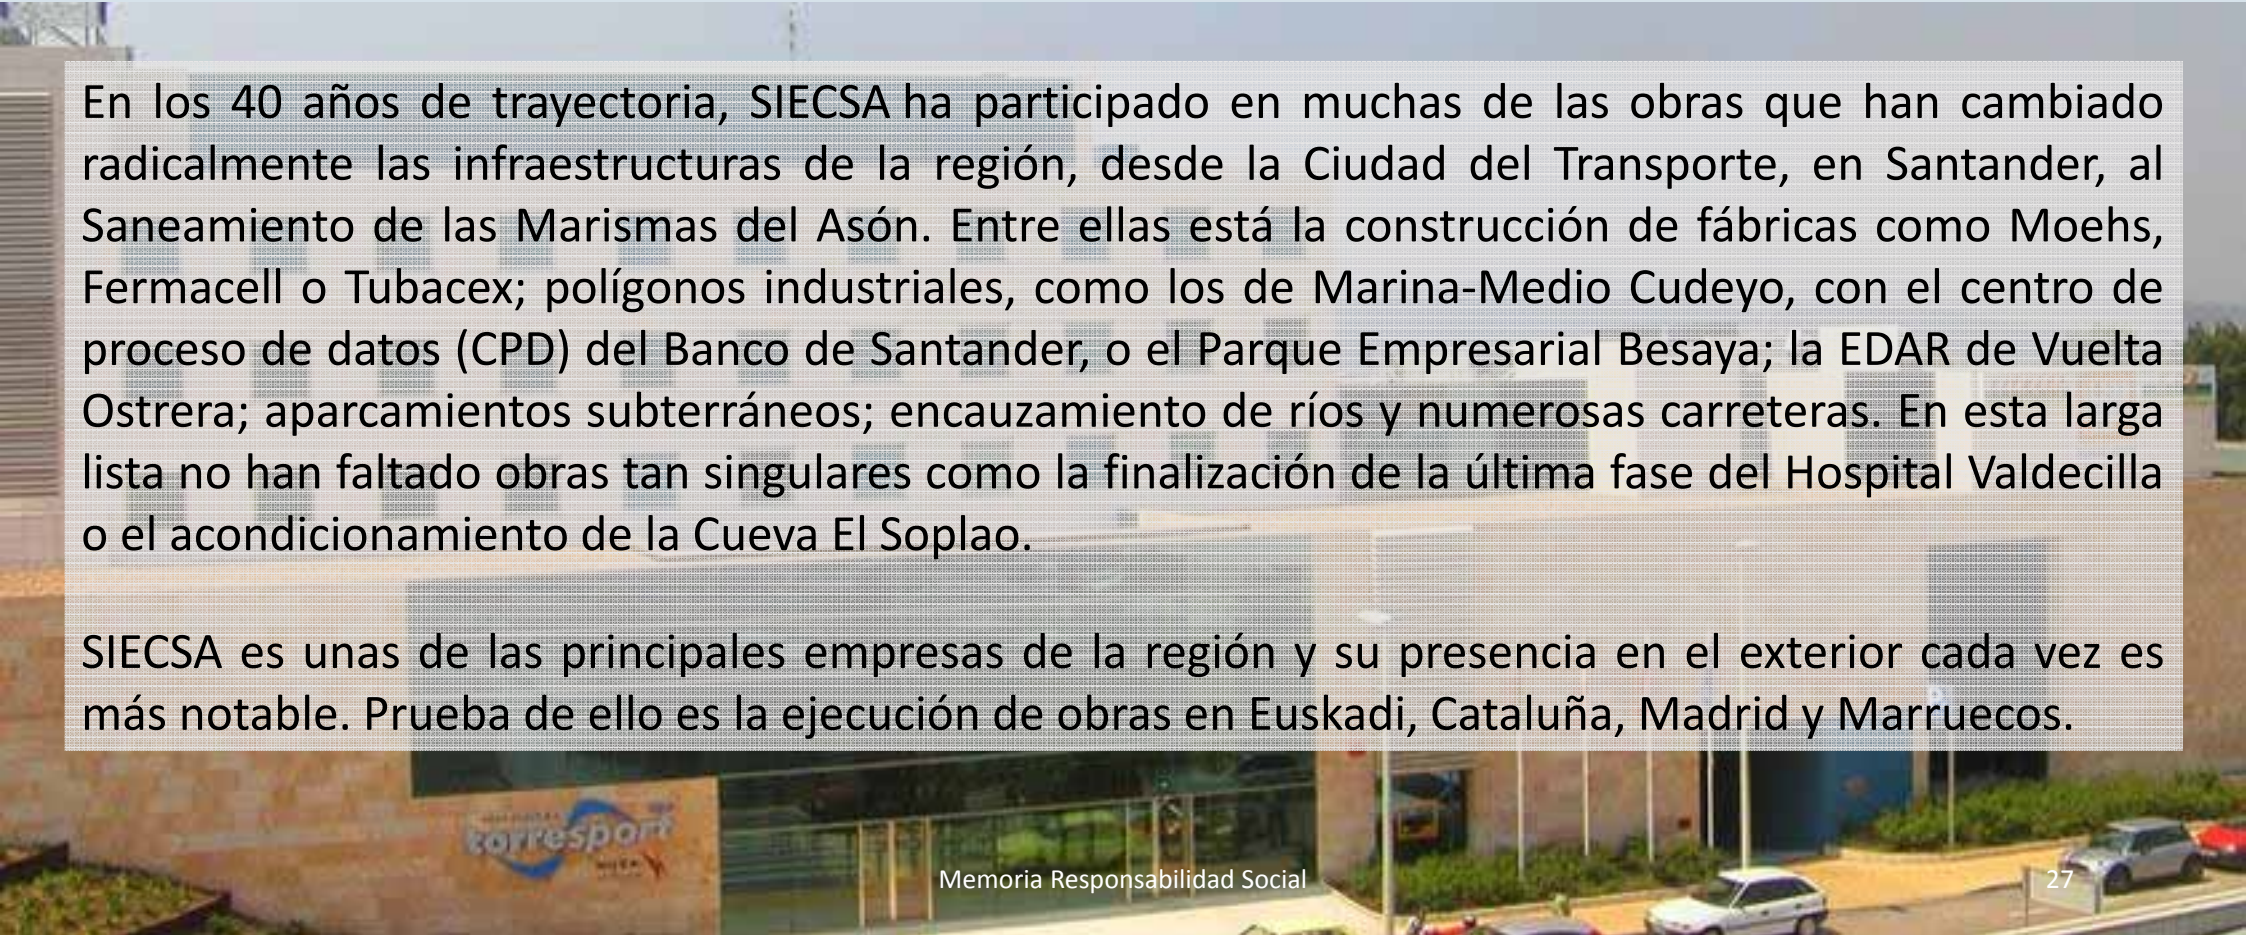 En los 40 años de trayectoria, SIECSA ha participado en muchas de las obras que han cambiado
radicalmente las infraestructuras de la región, desde la Ciudad del Transporte, en Santander, al
Saneamiento de las Marismas del Asón. Entre ellas está la construcción de fábricas como Moehs,
Fermacell o Tubacex; polígonos industriales, como los de Marina-Medio Cudeyo, con el centro de
proceso de datos (CPD) del Banco de Santander, o el Parque Empresarial Besaya; la EDAR de Vuelta
Ostrera; aparcamientos subterráneos; encauzamiento de ríos y numerosas carreteras. En esta larga
lista no han faltado obras tan singulares como la finalización de la última fase del Hospital Valdecilla
o el acondicionamiento de la Cueva El Soplao.
SIECSA es unas de las principales empresas de la región y su presencia en el exterior cada vez es
más notable. Prueba de ello es la ejecución de obras en Euskadi, Cataluña, Madrid y Marruecos.
torresport
Memoria Responsabilidad Social
27